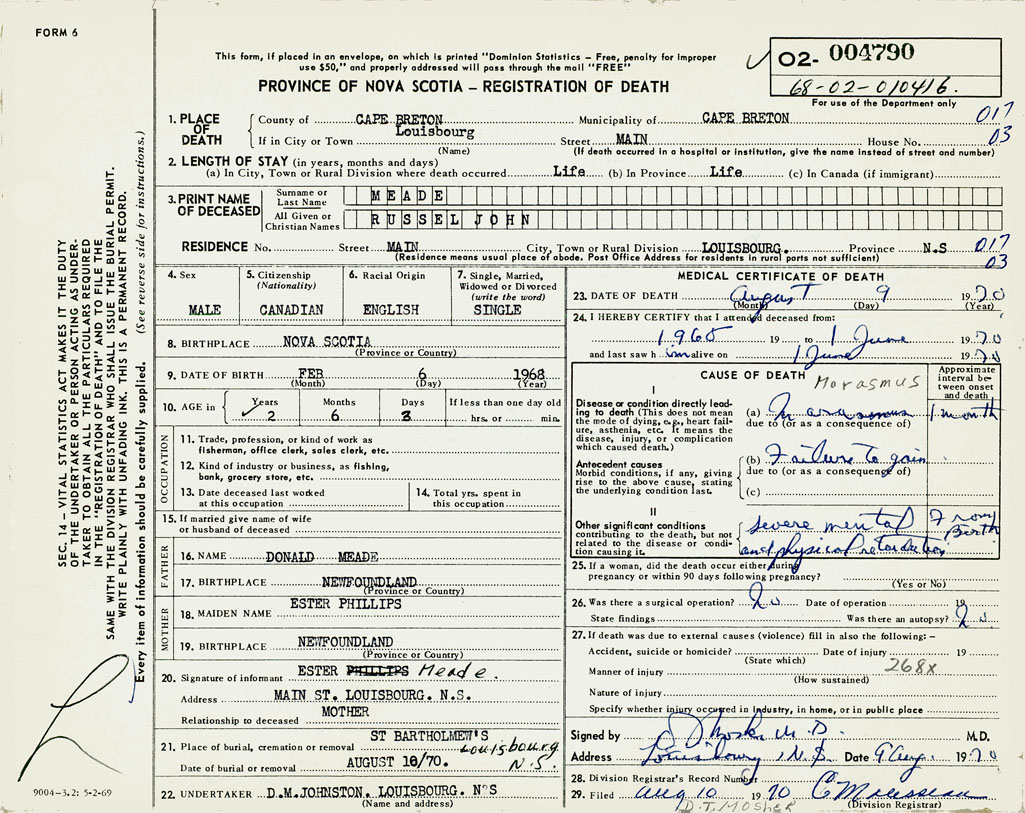 FORM 6
This form, if placed in an envelope, on which is printed "Dominion Statistics – Free, penalty for improper
use $50," and properly addressed will pass through the mail "FREE"
PROVINCE OF NOVA SCOTIA – REGISTRATION OF DEATH
02- 004790
68-02-010416.
For use of the Department only
1. PLACE OF DEATH
County of CAPE BRETON Municipality of CAPE BRETON 017
If in City or Town Louisbourg Street MAIN House No. 03
(Name) (If death occurred in a hospital or institution, give the name instead of street and number)
2. LENGTH OF STAY (in years, months and days)
(a) In City, Town or Rural Division where death occurred Life (b) In Province Life (c) In Canada (if immigrant)
3. PRINT NAME OF DECEASED
Surname or Last Name MEADE
All Given or Christian Names RUSSEL JOHN
RESIDENCE No. Street MAIN City, Town or Rural Division LOUISBOURG. Province N.S 017
(Residence means usual place of abode. Post Office Address for residents in rural parts not sufficient) 03
4. Sex MALE
5. Citizenship (Nationality) CANADIAN
6. Racial Origin ENGLISH
7. Single, Married, Widowed or Divorced (write the word) SINGLE
8. BIRTHPLACE NOVA SCOTIA
(Province or Country)
9. DATE OF BIRTH FEB 6 1968
(Month) (Day) (Year)
10. AGE in Years 2 Months 6 Days 3 If less than one day old hrs. or min.
OCCUPATION
11. Trade, profession, or kind of work as
fisherman, office clerk, sales clerk, etc.
12. Kind of industry or business, as fishing,
bank, grocery store, etc.
13. Date deceased last worked
at this occupation
14. Total yrs. spent in
this occupation
15. If married give name of wife
or husband of deceased
FATHER
16. NAME DONALD MEADE
17. BIRTHPLACE NEWFOUNDLAND
(Province or Country)
MOTHER
18. MAIDEN NAME ESTER PHILLIPS
19. BIRTHPLACE NEWFOUNDLAND
(Province or Country)
20. Signature of informant ESTER PHILLIPS Meade.
Address MAIN ST. LOUISBOURG. N.S.
Relationship to deceased MOTHER
21. Place of burial, cremation or removal ST BARTHOLMEW'S Louisbourg
Date of burial or removal AUGUST 10/70. N.S.
22. UNDERTAKER D.M.JOHNSTON. LOUISBOURG. N'S
(Name and address)
MEDICAL CERTIFICATE OF DEATH
23. DATE OF DEATH August 9 1970
(Month) (Day) (Year)
24. I HEREBY CERTIFY that I attended deceased from:
1968 19 to 1 June 1970
and last saw him alive on 1 June 1970
CAUSE OF DEATH Marasmus
Approximate interval between onset and death
I
Disease or condition directly leading to death (This does not mean the mode of dying, e.g., heart failure, asthenia, etc. It means the disease, injury, or complication which caused death.)
(a) Marasmus 1 month
due to (or as a consequence of)
Antecedent causes
Morbid conditions, if any, giving rise to the above cause, stating the underlying condition last.
(b) Failure to gain
due to (or as a consequence of)
(c)
II
Other significant conditions contributing to the death, but not related to the disease or condition causing it.
severe mental From
and physical retardation Birth
25. If a woman, did the death occur either during
pregnancy or within 90 days following pregnancy?
(Yes or No)
26. Was there a surgical operation? No Date of operation 19
State findings Was there an autopsy? No
27. If death was due to external causes (violence) fill in also the following: –
Accident, suicide or homicide? Date of injury 19
(State which)
Manner of injury 268x
(How sustained)
Nature of injury
Specify whether injury occurred in industry, in home, or in public place
Signed by M.D. M.D.
Address Louisbourg N.S Date 9 Aug 1970
28. Division Registrar's Record Number
29. Filed Aug 10 1970
D.T. MOSHER (Division Registrar)
SEC. 14 – VITAL STATISTICS ACT MAKES IT THE DUTY
OF THE UNDERTAKER OR PERSON ACTING AS UNDER-
TAKER TO OBTAIN ALL THE PARTICULARS REQUIRED
IN THE "REGISTRATION OF DEATH" AND TO FILE THE
SAME WITH THE DIVISION REGISTRAR WHO SHALL ISSUE THE BURIAL PERMIT.
WRITE PLAINLY WITH UNFADING INK. THIS IS A PERMANENT RECORD.
Every item of information should be carefully supplied. (See reverse side for instructions.)
9004-3.2: 5-2-69